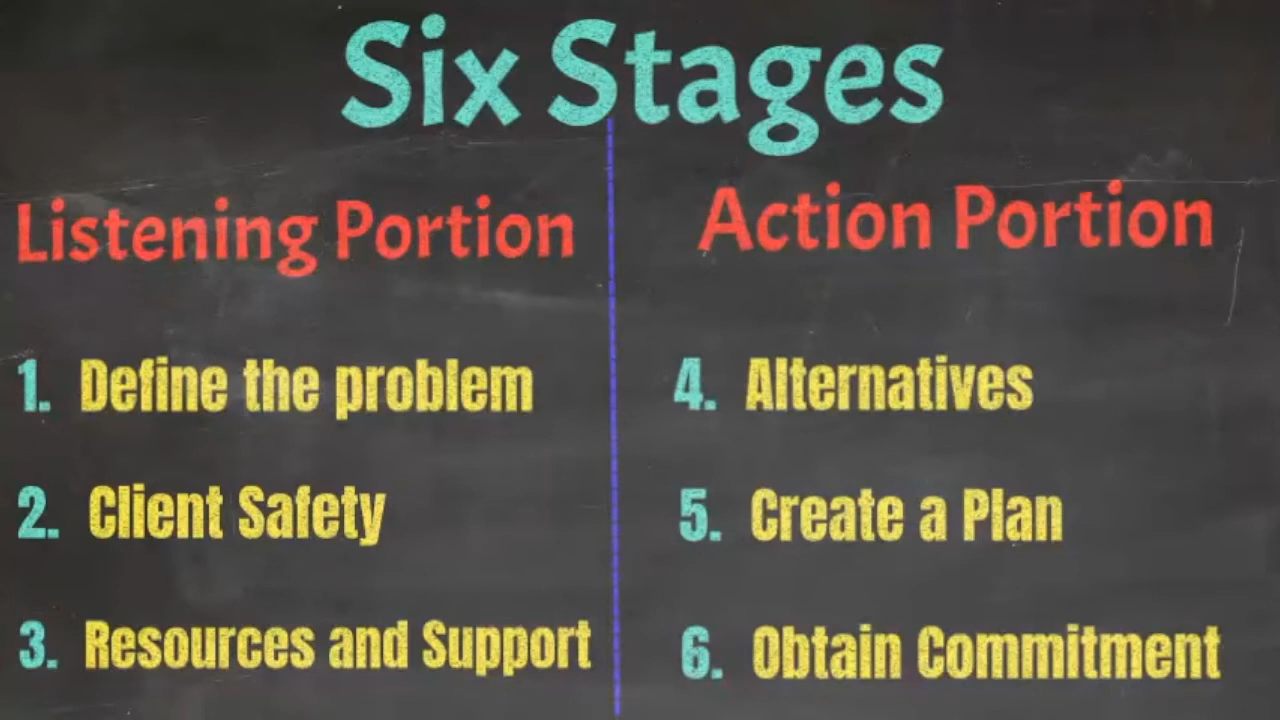 Six Stages
Listening Portion
1. Define the problem
2. Client Safety
3. Resources and Support
Action Portion
4. Alternatives
5. Create a Plan
6. Obtain Commitment